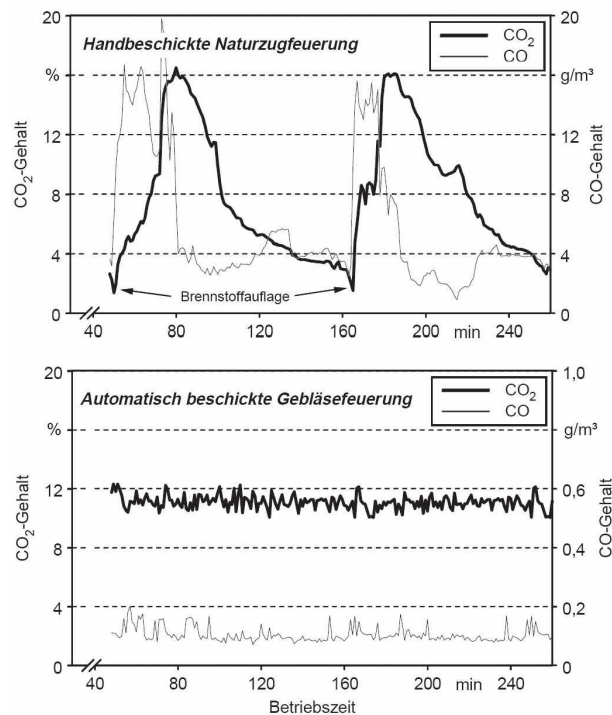 20
Handbeschickte Naturzugfeuerung
CO₂
CO
20
%
g/m³
12
12
CO₂-Gehalt
CO-Gehalt
8
8
4
4
Brennstoffauflage
0
0
40 80 120 160 200 min 240
20
Automatisch beschickte Gebläsefeuerung
CO₂
CO
1,0
%
g/m³
12
0,6
CO₂-Gehalt
CO-Gehalt
8
0,4
4
0,2
0
0
40 80 120 160 200 min 240
Betriebszeit